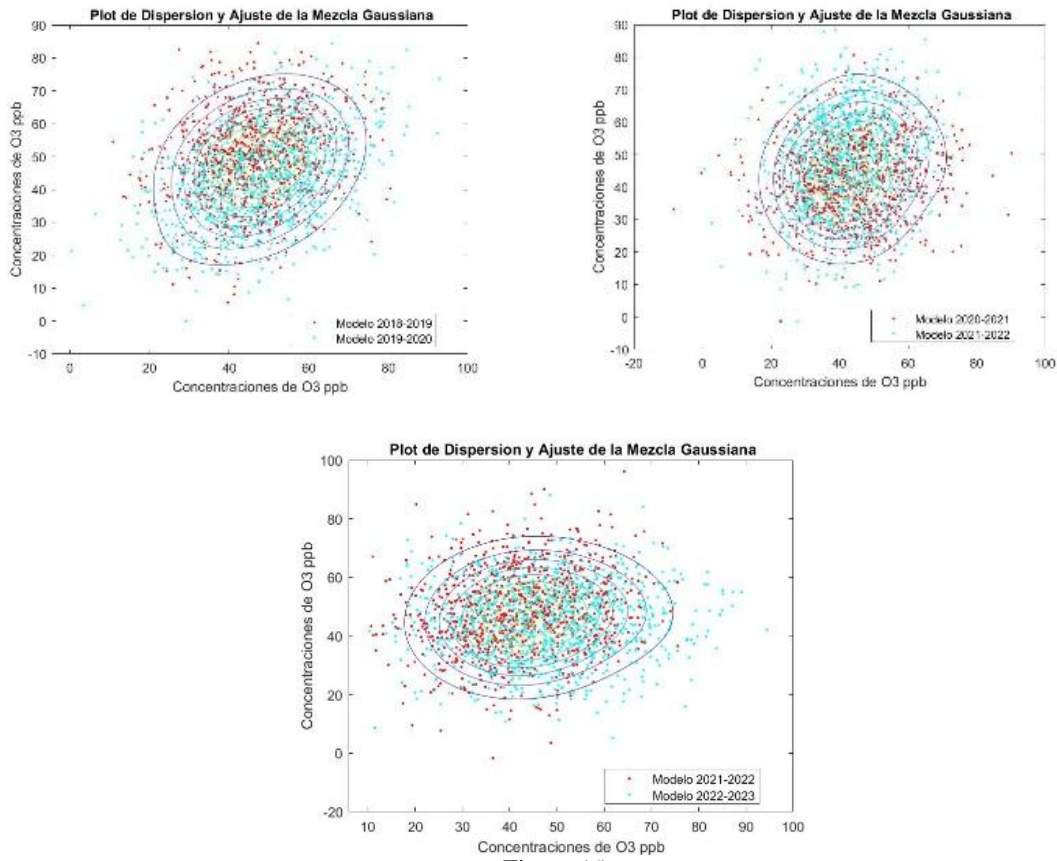 Plot de Dispersion y Ajuste de la Mezcla Gaussiana
90
80
70
60
50
40
30
20
10
0
-10
Concentraciones de O3 ppb
Modelo 2018-2019
Modelo 2019-2020
0 20 40 60 80 100
Concentraciones de O3 ppb
Plot de Dispersion y Ajuste de la Mezcla Gaussiana
90
80
70
60
50
40
30
20
10
0
-10
Concentraciones de O3 ppb
Modelo 2020-2021
Modelo 2021-2022
-20 0 20 40 60 80 100
Concentraciones de O3 ppb
Plot de Dispersion y Ajuste de la Mezcla Gaussiana
100
80
60
40
20
0
-20
Concentraciones de O3 ppb
Modelo 2021-2022
Modelo 2022-2023
10 20 30 40 50 60 70 80 90 100
Concentraciones de O3 ppb